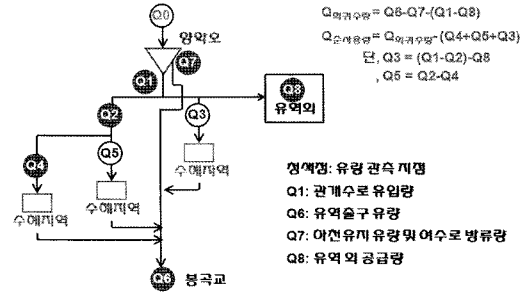 Q0
양악오
Q7
Q1
Q2
Q3
Q8
유역외
Q4
Q5
수혜지역
수혜지역
수혜지역
Q6 봉곡교
Q회귀수량= Q6-Q7-(Q1-Q8)
Q순사용량= Q회귀수량-(Q4+Q5+Q3)
단, Q3 = (Q1-Q2)-Q8
, Q5 = Q2-Q4
청색점: 유량 관측 지점
Q1: 관개수로 유입량
Q6: 유역출구 유량
Q7: 하천유지 유량 및 여수로 방류량
Q8: 유역 외 공급량